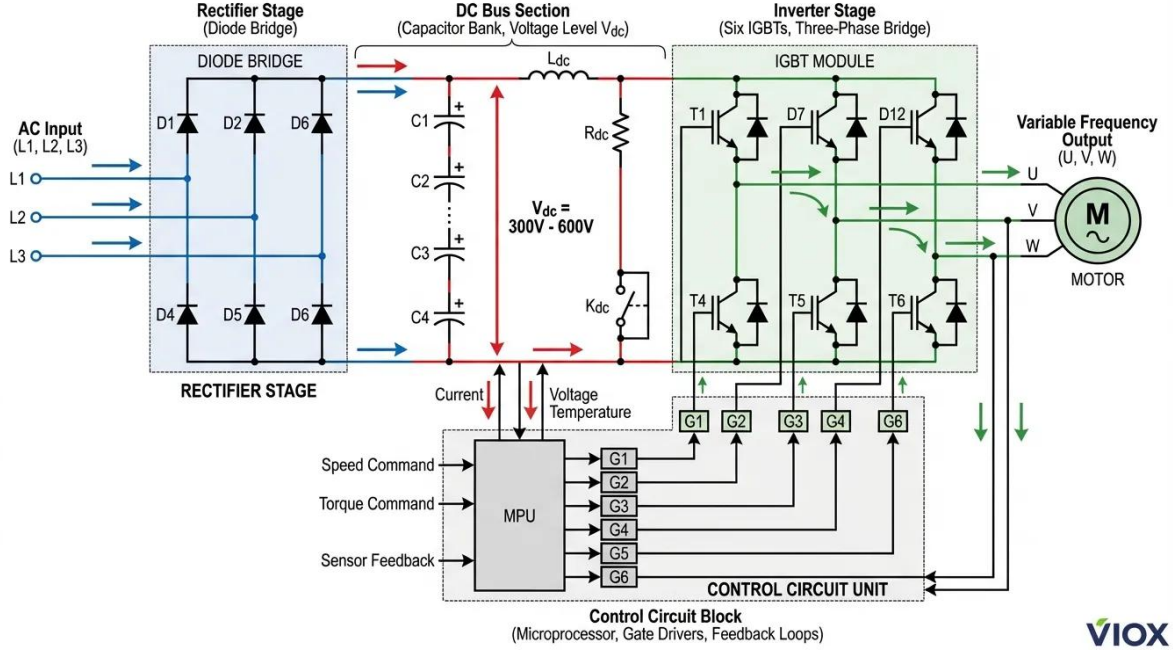 Rectifier Stage
(Diode Bridge)
DC Bus Section
(Capacitor Bank, Voltage Level Vdc)
Inverter Stage
(Six IGBTs, Three-Phase Bridge)
DIODE BRIDGE
Ldc
IGBT MODULE
D1
D2
D6
C1
+
Rdc
T1
D7
D12
AC Input
(L1, L2, L3)
Variable Frequency
Output
(U, V, W)
L1
C2
+
U
L2
Vdc =
300V - 600V
V
M
L3
C3
+
W
MOTOR
D4
D5
D6
C4
+
Kdc
T4
T5
T6
RECTIFIER STAGE
Current
Voltage
Temperature
G1
G2
G3
G4
G6
Speed Command
G1
G2
Torque Command
MPU
G3
G4
Sensor Feedback
G5
G6
CONTROL CIRCUIT UNIT
Control Circuit Block
(Microprocessor, Gate Drivers, Feedback Loops)
VIOX